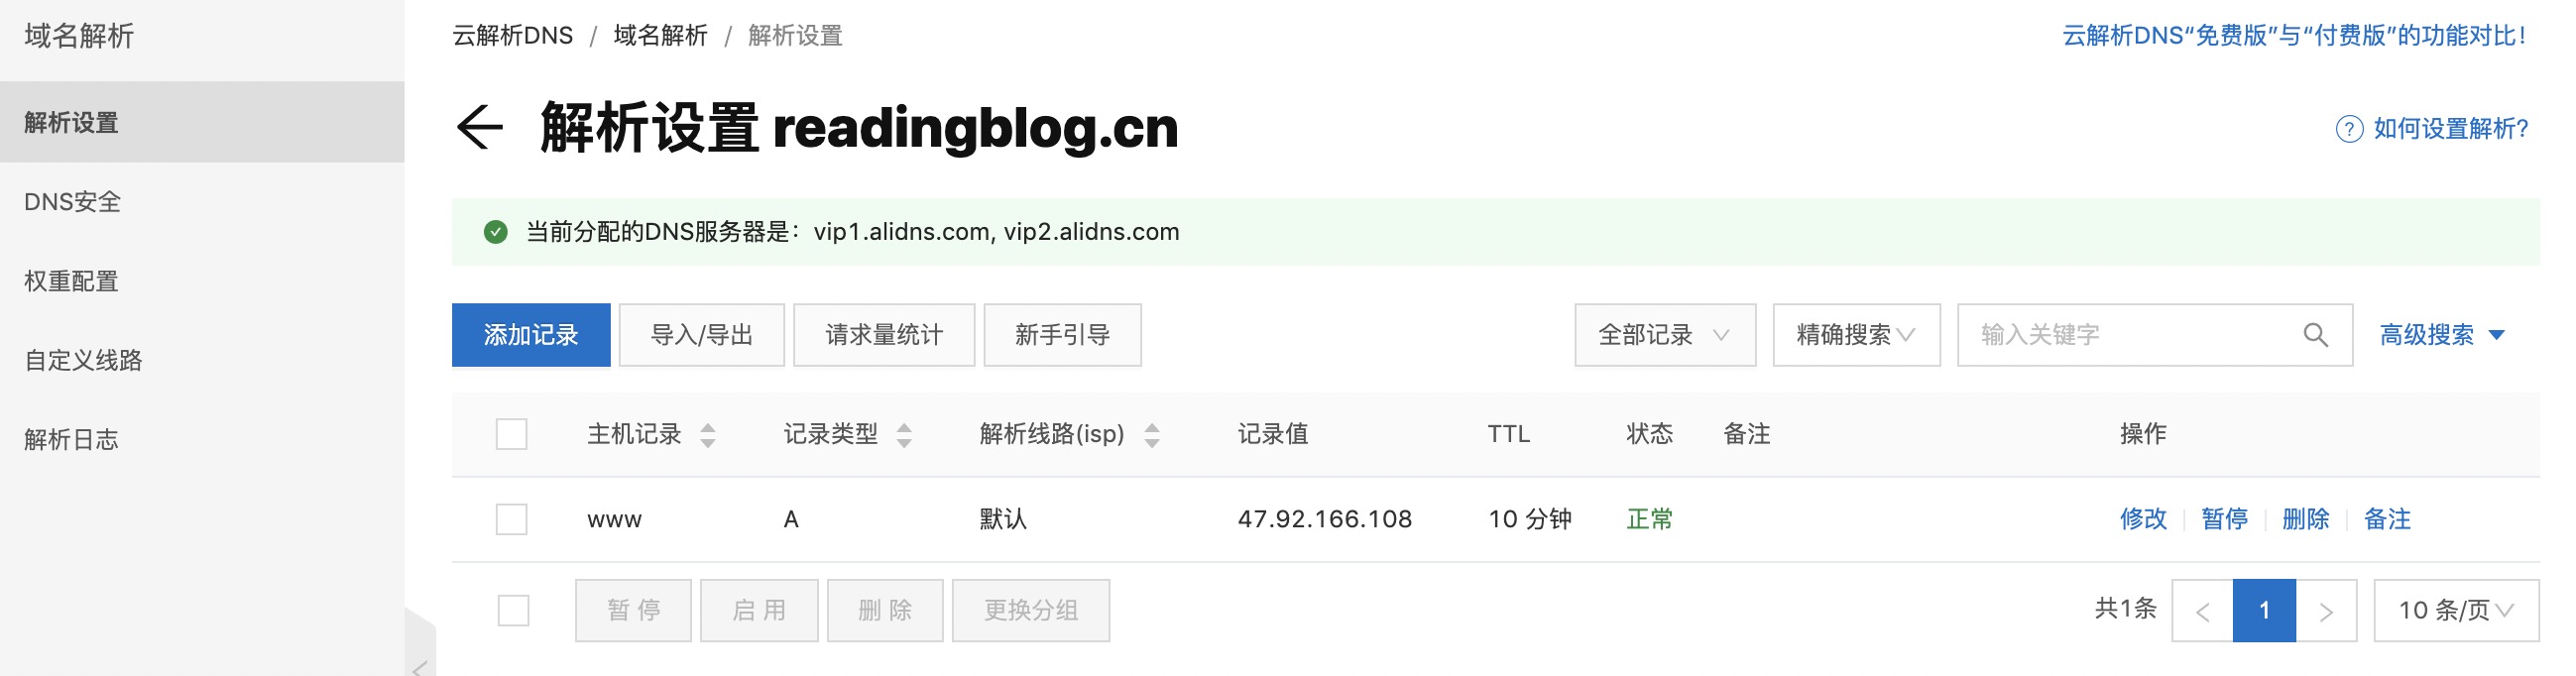 域名解析
解析设置
DNS安全
权重配置
自定义线路
解析日志
云解析DNS / 域名解析 / 解析设置
云解析DNS“免费版”与“付费版”的功能对比！
解析设置 readingblog.cn
如何设置解析?
当前分配的DNS服务器是：vip1.alidns.com, vip2.alidns.com
添加记录 导入/导出 请求量统计 新手引导 全部记录 精确搜索 输入关键字 高级搜索
主机记录 记录类型 解析线路(isp) 记录值 TTL 状态 备注 操作
www A 默认 47.92.166.108 10 分钟 正常 修改 暂停 删除 备注
暂 停 启 用 删 除 更换分组 共1条 < 1 > 10 条/页